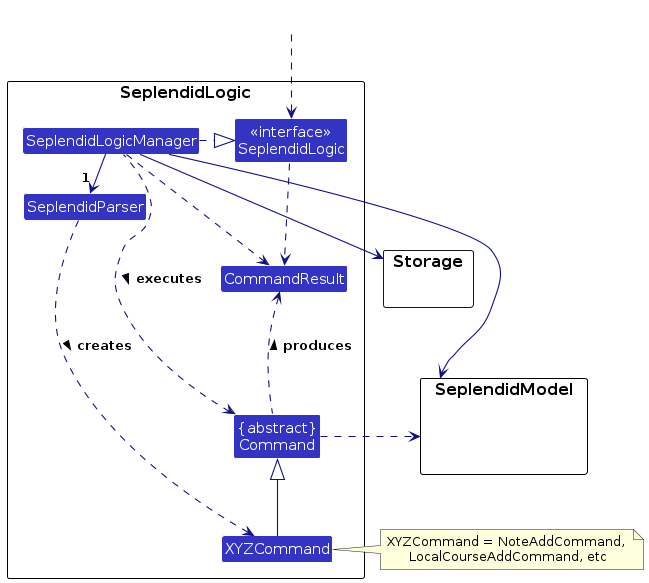 SeplendidLogic
SeplendidLogicManager
«interface»
SeplendidLogic
1
SeplendidParser
Storage
CommandResult
executes
creates
produces
SeplendidModel
{abstract}
Command
XYZCommand
XYZCommand = NoteAddCommand,
LocalCourseAddCommand, etc